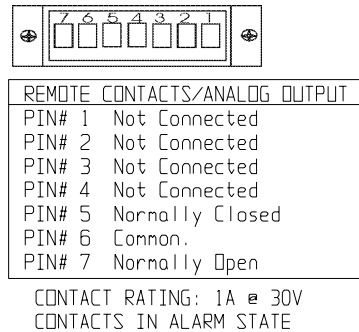 7 6 5 4 3 2 1
REMOTE CONTACTS/ANALOG OUTPUT
PIN# 1 Not Connected
PIN# 2 Not Connected
PIN# 3 Not Connected
PIN# 4 Not Connected
PIN# 5 Normally Closed
PIN# 6 Common.
PIN# 7 Normally Open
CONTACT RATING: 1A @ 30V
CONTACTS IN ALARM STATE